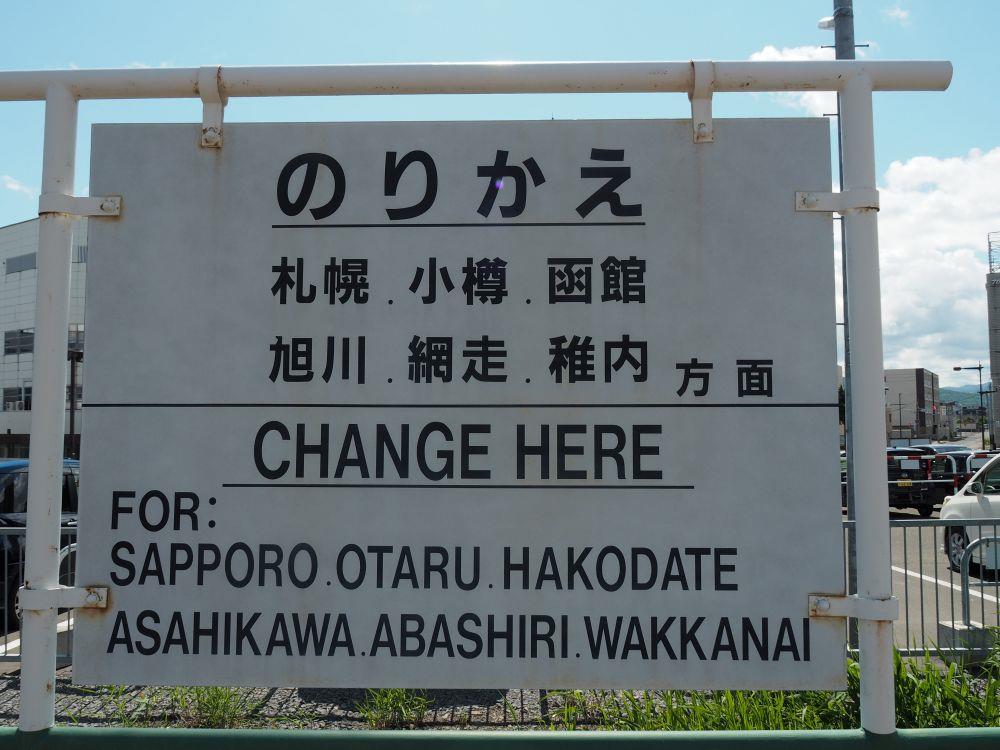 のりかえ
札幌.小樽.函館
旭川.網走.稚内方面
CHANGE HERE
FOR:
SAPPORO.OTARU.HAKODATE
ASAHIKAWA.ABASHIRI.WAKKANAI